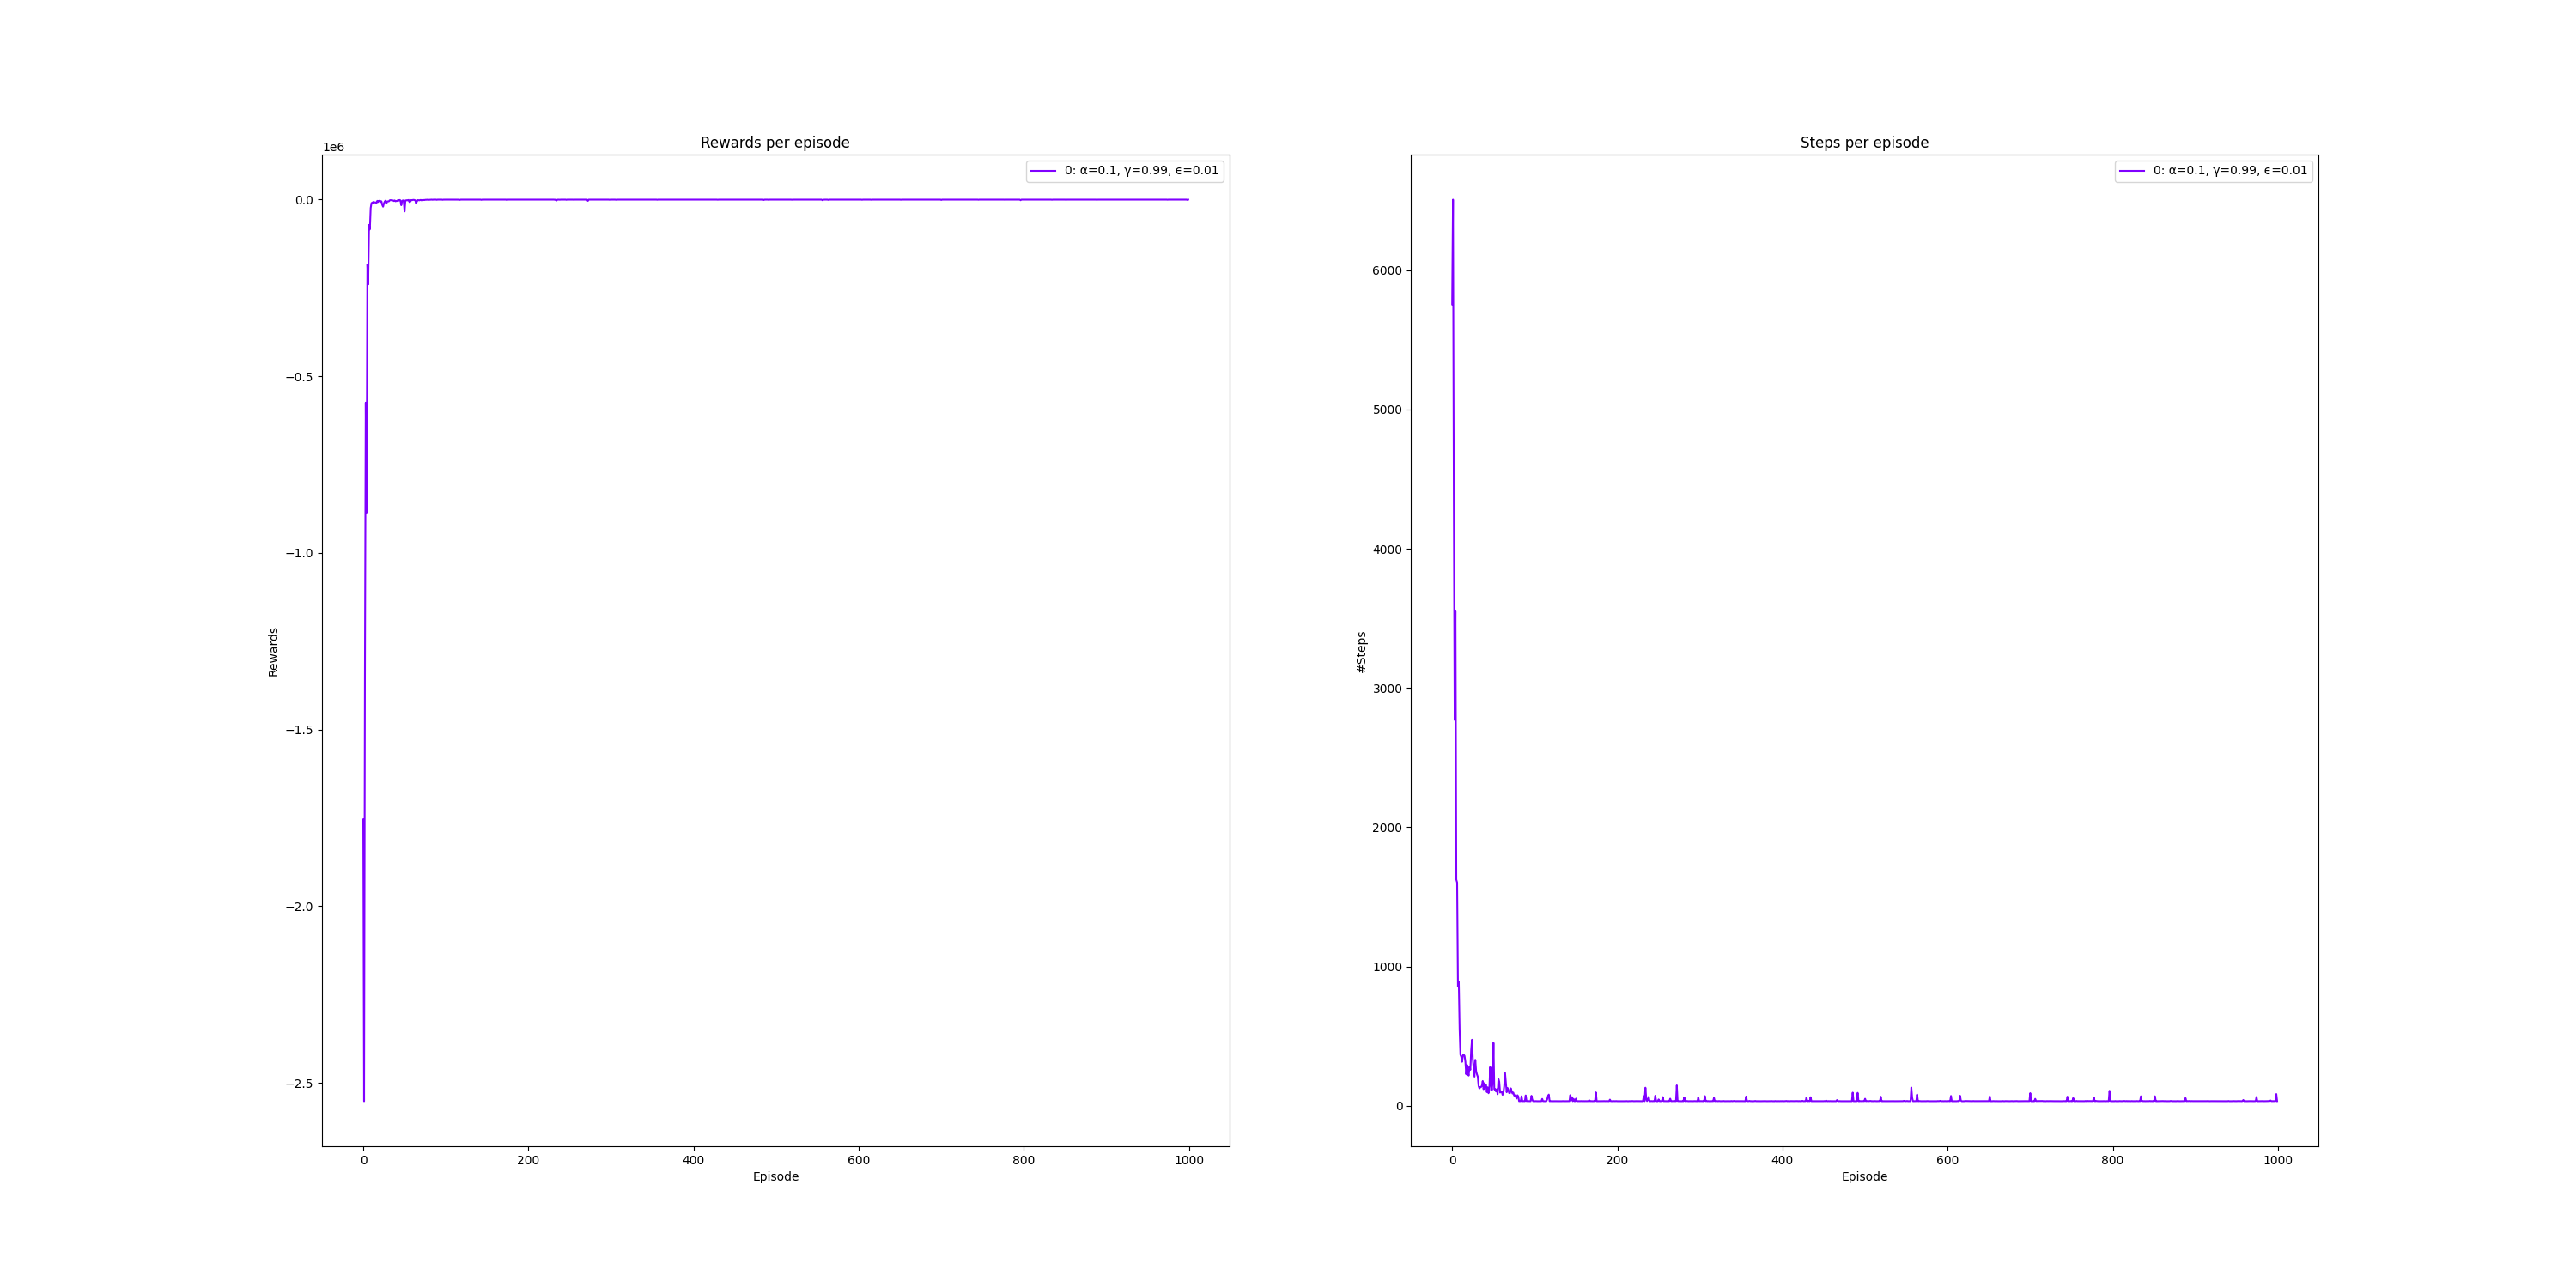 Rewards per episode
1e6
0: α=0.1, γ=0.99, ϵ=0.01
0.0
−0.5
−1.0
−1.5
−2.0
−2.5
Rewards
0 200 400 600 800 1000
Episode
Steps per episode
0: α=0.1, γ=0.99, ϵ=0.01
6000
5000
4000
3000
2000
1000
0
#Steps
0 200 400 600 800 1000
Episode